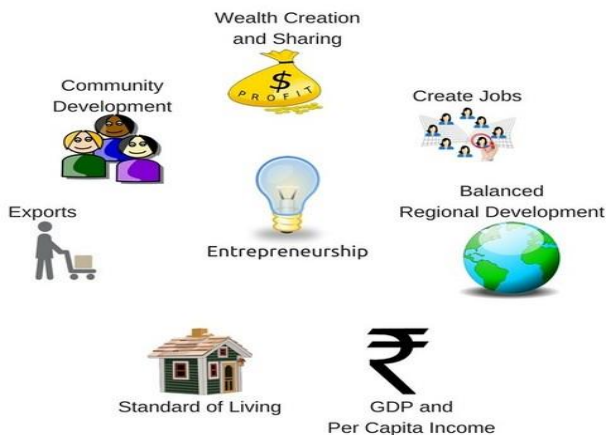 Wealth Creation
and Sharing
$
PROFIT
Community
Development
Create Jobs
Balanced
Regional Development
Exports
Entrepreneurship
₹
Standard of Living
GDP and
Per Capita Income